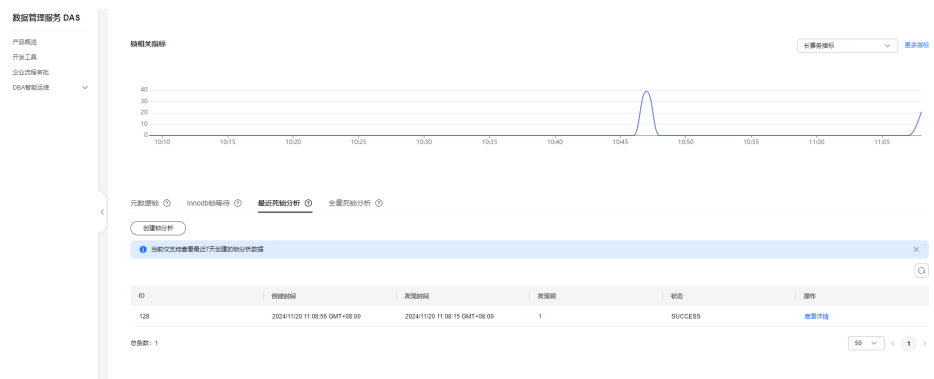 数据管理服务 DAS
产品概览
开发工具
企业流程审批
DBA智能运维
锁相关指标
长事务指标
更多指标
40
30
20
10
0
10:10 10:15 10:20 10:25 10:30 10:35 10:40 10:45 10:50 10:55 11:00 11:05
元数据锁 Innodb锁等待 最近死锁分析 全量死锁分析
创建锁分析
当前仅支持查看最近7天创建的锁分析数据
ID 创建时间 发现时间 发现锁 状态 操作
128 2024/11/20 11:08:56 GMT+08:00 2024/11/20 11:08:15 GMT+08:00 1 SUCCESS 查看详情
总条数：1
50 1